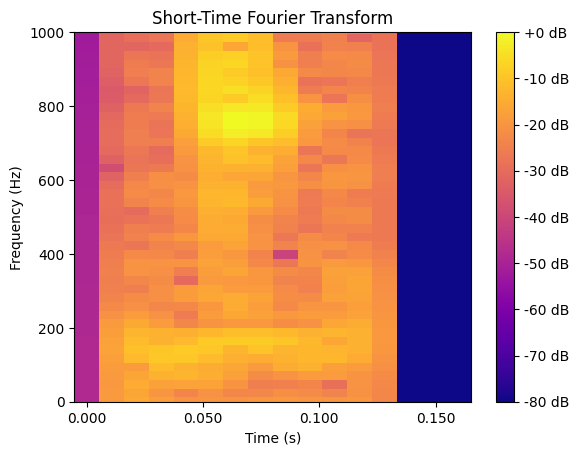 Short-Time Fourier Transform
Frequency (Hz)
1000
800
600
400
200
0
0.000
0.050
0.100
0.150
Time (s)
+0 dB
-10 dB
-20 dB
-30 dB
-40 dB
-50 dB
-60 dB
-70 dB
-80 dB